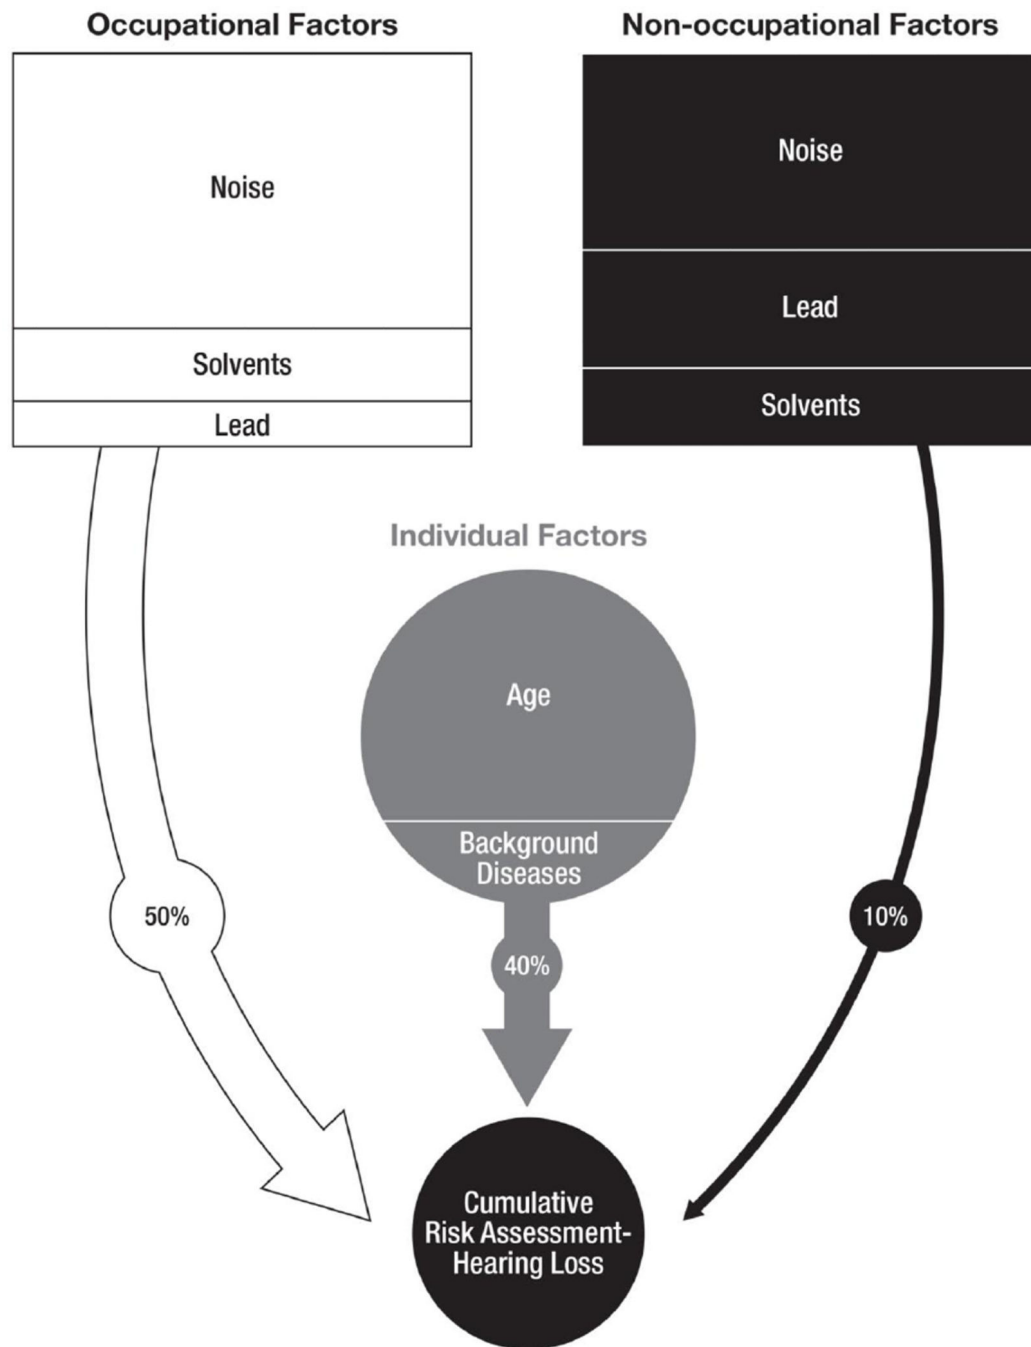 Occupational Factors
Noise
Solvents
Lead
Non-occupational Factors
Noise
Lead
Solvents
Individual Factors
Age
Background
Diseases
50%
40%
10%
Cumulative
Risk Assessment-
Hearing Loss